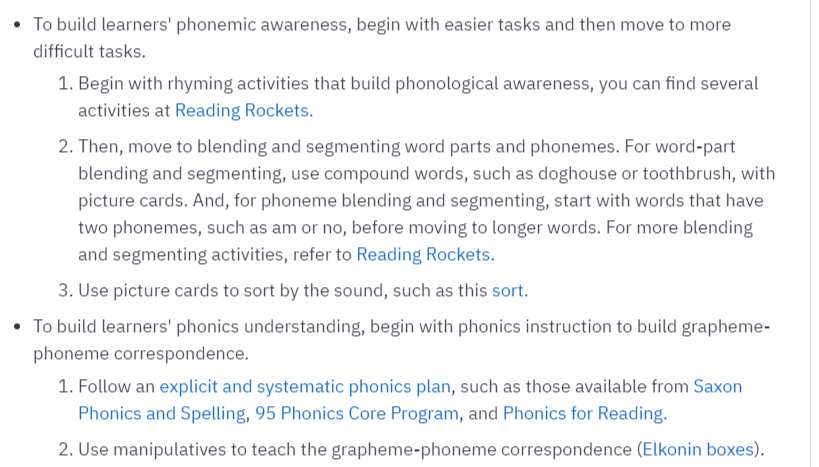 • To build learners' phonemic awareness, begin with easier tasks and then move to more
difficult tasks.
1. Begin with rhyming activities that build phonological awareness, you can find several
activities at Reading Rockets.
2. Then, move to blending and segmenting word parts and phonemes. For word-part
blending and segmenting, use compound words, such as doghouse or toothbrush, with
picture cards. And, for phoneme blending and segmenting, start with words that have
two phonemes, such as am or no, before moving to longer words. For more blending
and segmenting activities, refer to Reading Rockets.
3. Use picture cards to sort by the sound, such as this sort.
• To build learners' phonics understanding, begin with phonics instruction to build grapheme-
phoneme correspondence.
1. Follow an explicit and systematic phonics plan, such as those available from Saxon
Phonics and Spelling, 95 Phonics Core Program, and Phonics for Reading.
2. Use manipulatives to teach the grapheme-phoneme correspondence (Elkonin boxes).